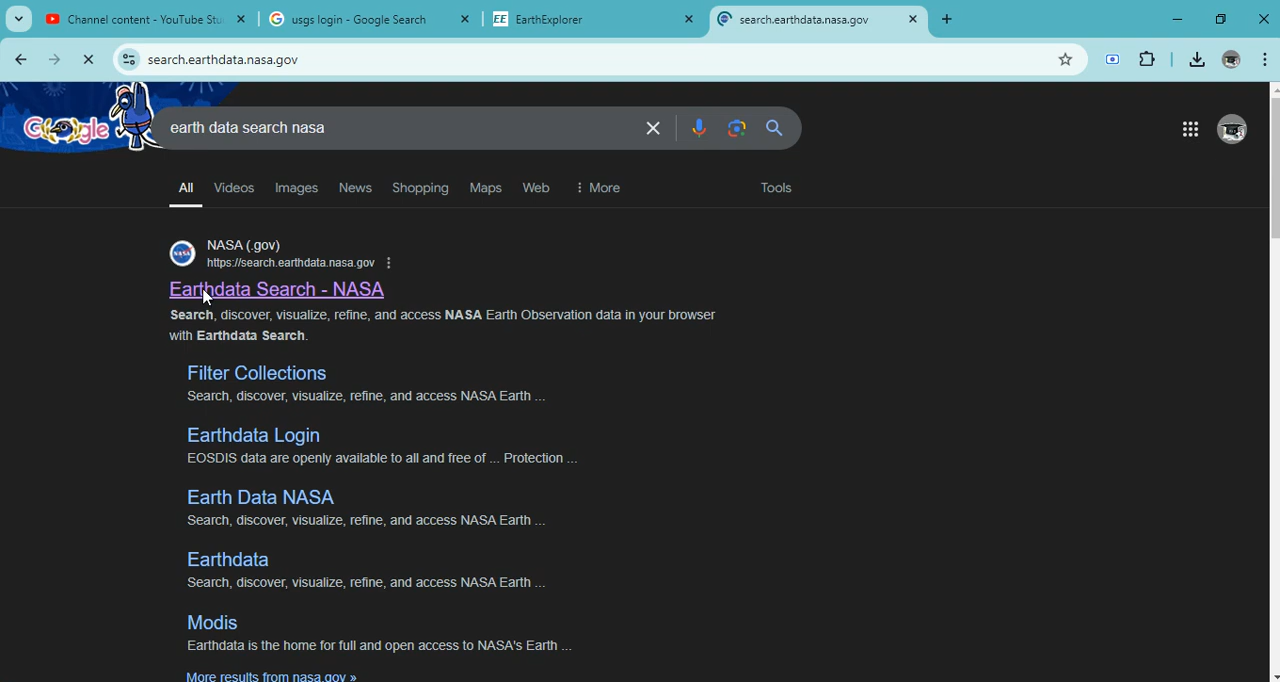 Channel content - YouTube Stu
usgs login - Google Search
EE EarthExplorer
search.earthdata.nasa.gov
search.earthdata.nasa.gov
Google
earth data search nasa
All Videos Images News Shopping Maps Web More Tools
NASA
NASA (.gov)
https://search.earthdata.nasa.gov
Earthdata Search - NASA
Search, discover, visualize, refine, and access NASA Earth Observation data in your browser
with Earthdata Search.
Filter Collections
Search, discover, visualize, refine, and access NASA Earth ...
Earthdata Login
EOSDIS data are openly available to all and free of ... Protection ...
Earth Data NASA
Search, discover, visualize, refine, and access NASA Earth ...
Earthdata
Search, discover, visualize, refine, and access NASA Earth ...
Modis
Earthdata is the home for full and open access to NASA's Earth ...
More results from nasa.gov »